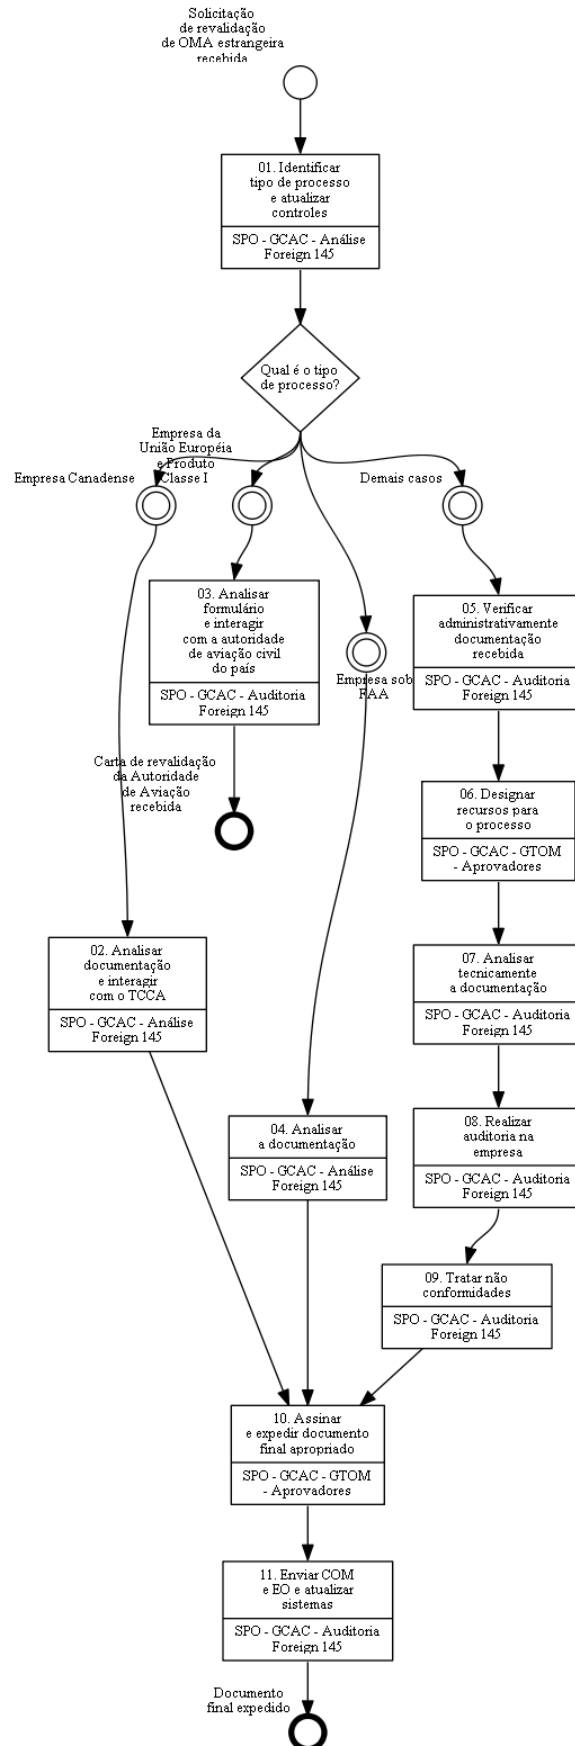 Solicitação
de revalidação
de OMA estrangeira
recebida
01. Identificar
tipo de processo
e atualizar
controles
SPO - GCAC - Análise
Foreign 145
Qual é o tipo
de processo?
Empresa Canadense
Empresa da
União Européia
e Produto
Classe I
Demais casos
Empresa sob
FAA
03. Analisar
formulário
e interagir
com a autoridade
de aviação civil
do país
SPO - GCAC - Auditoria
Foreign 145
05. Verificar
administrativamente
documentação
recebida
SPO - GCAC - Auditoria
Foreign 145
Carta de revalidação
da Autoridade
de Aviação
recebida
06. Designar
recursos para
o processo
SPO - GCAC - GTOM
- Aprovadores
02. Analisar
documentação
e interagir
com o TCCA
SPO - GCAC - Análise
Foreign 145
07. Analisar
tecnicamente
a documentação
SPO - GCAC - Auditoria
Foreign 145
04. Analisar
a documentação
SPO - GCAC - Análise
Foreign 145
08. Realizar
auditoria na
empresa
SPO - GCAC - Auditoria
Foreign 145
09. Tratar não
conformidades
SPO - GCAC - Auditoria
Foreign 145
10. Assinar
e expedir documento
final apropriado
SPO - GCAC - GTOM
- Aprovadores
11. Enviar COM
e EO e atualizar
sistemas
SPO - GCAC - Auditoria
Foreign 145
Documento
final expedido